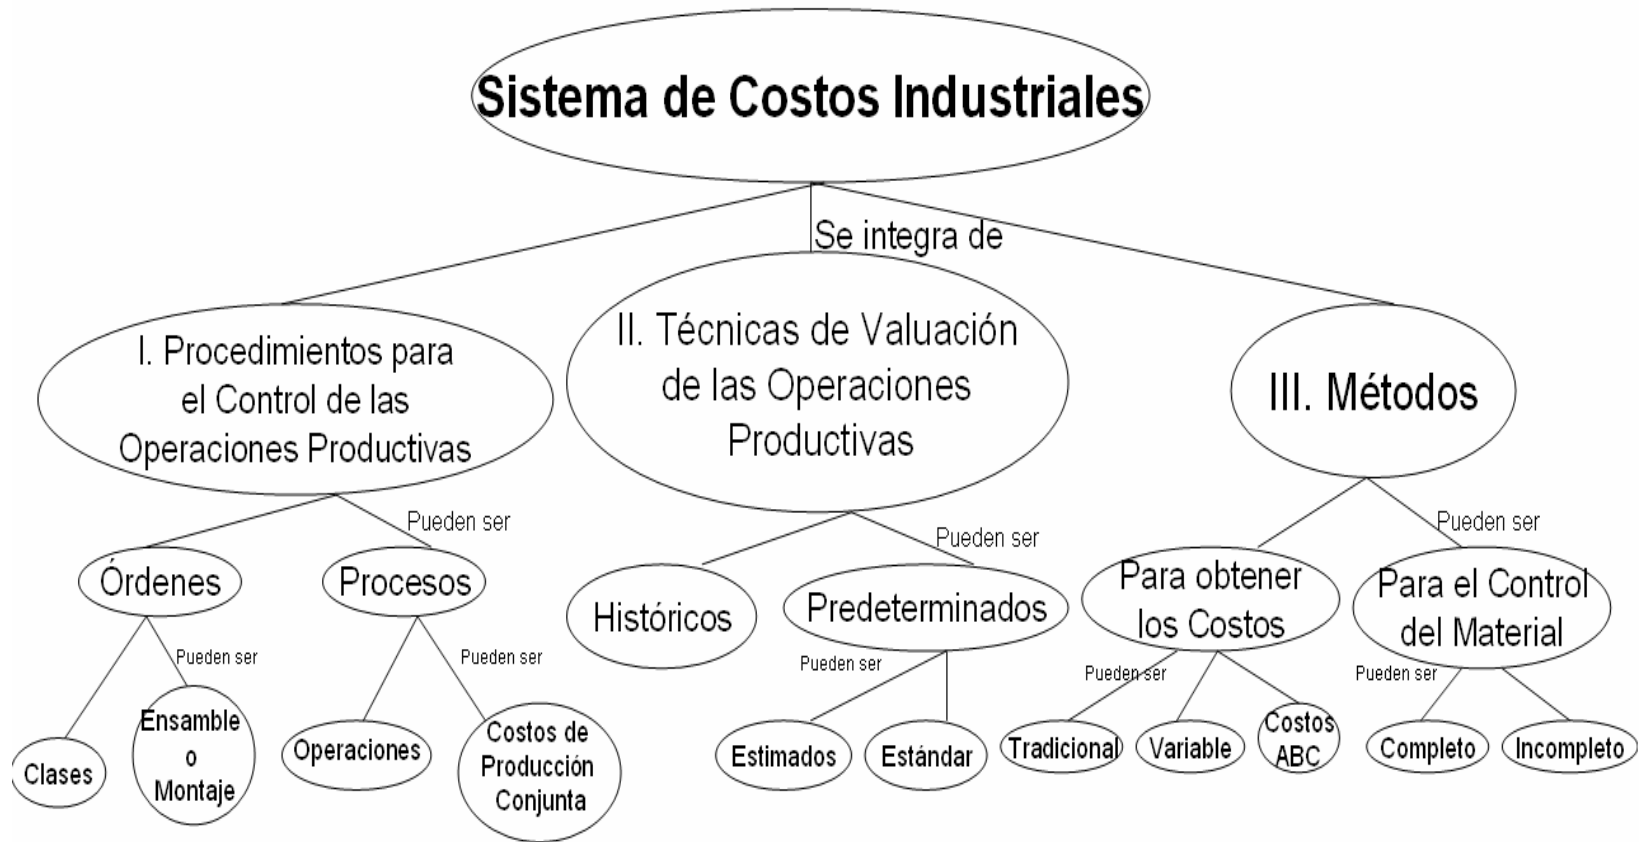 Sistema de Costos Industriales
Se integra de
I. Procedimientos para
el Control de las
Operaciones Productivas
II. Técnicas de Valuación
de las Operaciones
Productivas
III. Métodos
Pueden ser
Pueden ser
Pueden ser
Órdenes
Procesos
Históricos
Predeterminados
Para obtener
los Costos
Para el Control
del Material
Pueden ser
Pueden ser
Pueden ser
Pueden ser
Pueden ser
Clases
Ensamble
o
Montaje
Operaciones
Costos de
Producción
Conjunta
Estimados
Estándar
Tradicional
Variable
Costos
ABC
Completo
Incompleto